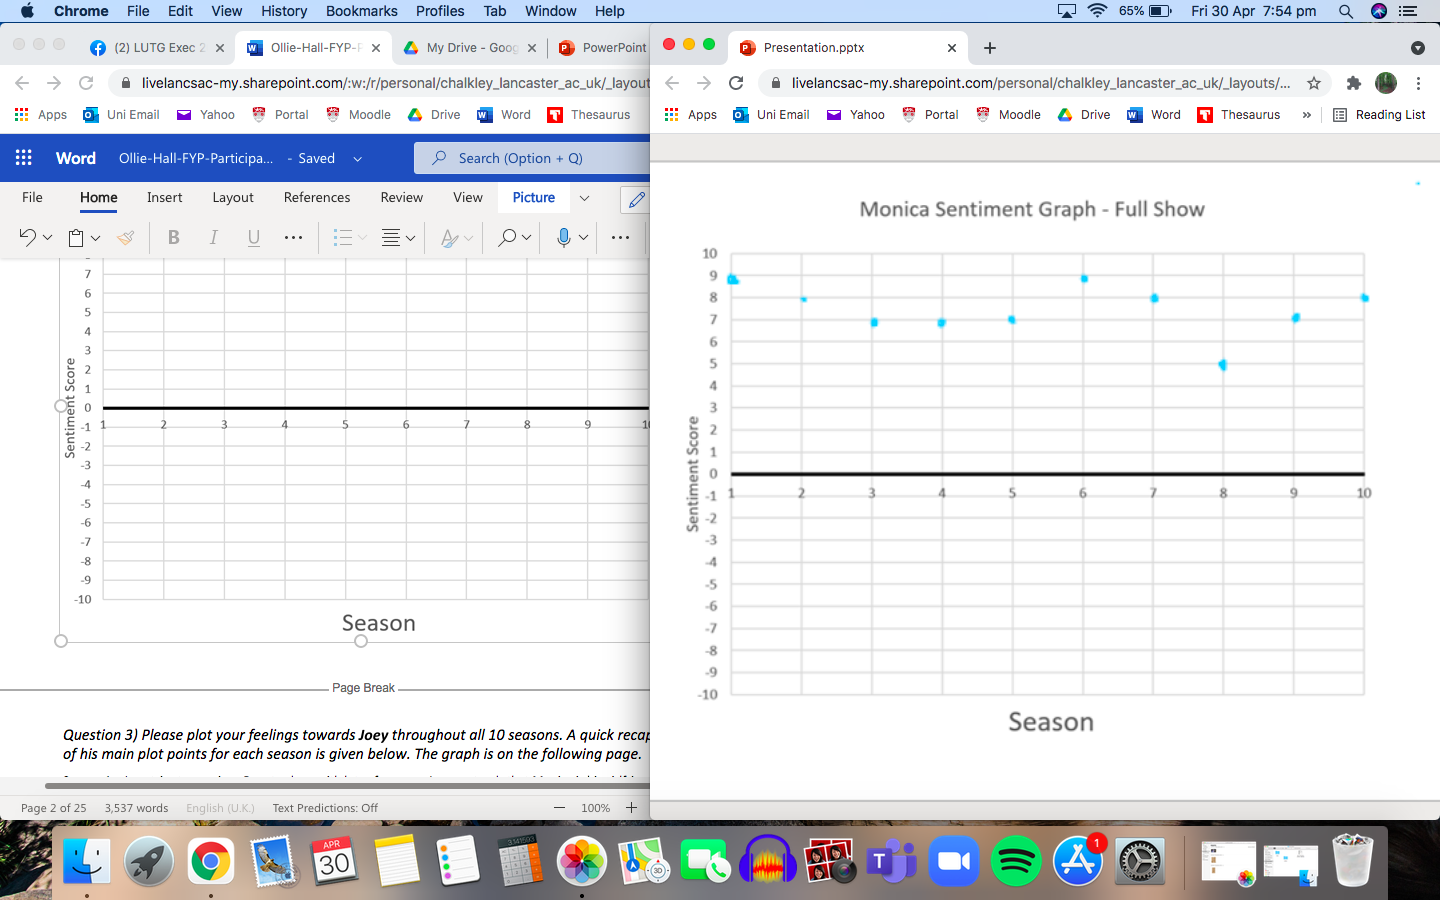 Chrome File Edit View History Bookmarks Profiles Tab Window Help 65% Fri 30 Apr 7:54 pm
(2) LUTG Exec 2 Ollie-Hall-FYP-P My Drive - Goog PowerPoint
livelancsac-my.sharepoint.com/:w:/r/personal/chalkley_lancaster_ac_uk/_layout
Apps Uni Email Yahoo Portal Moodle Drive Word Thesaurus
Word Ollie-Hall-FYP-Participa... - Saved Search (Option + Q)
File Home Insert Layout References Review View Picture
B I U
7
6
5
4
3
2
1
0
-1
-2
-3
-4
-5
-6
-7
-8
-9
-10
Sentiment Score
1 2 3 4 5 6 7 8 9
Season
Page Break
Question 3) Please plot your feelings towards Joey throughout all 10 seasons. A quick recap
of his main plot points for each season is given below. The graph is on the following page.
Page 2 of 25 3,537 words English (U.K.) Text Predictions: Off 100%
Presentation.pptx
livelancsac-my.sharepoint.com/personal/chalkley_lancaster_ac_uk/_layouts/...
Apps Uni Email Yahoo Portal Moodle Drive Word Thesaurus » Reading List
Monica Sentiment Graph - Full Show
10
9
8
7
6
5
4
3
2
1
0
-1
-2
-3
-4
-5
-6
-7
-8
-9
-10
Sentiment Score
1 2 3 4 5 6 7 8 9 10
Season
APR
30
3D
T
1